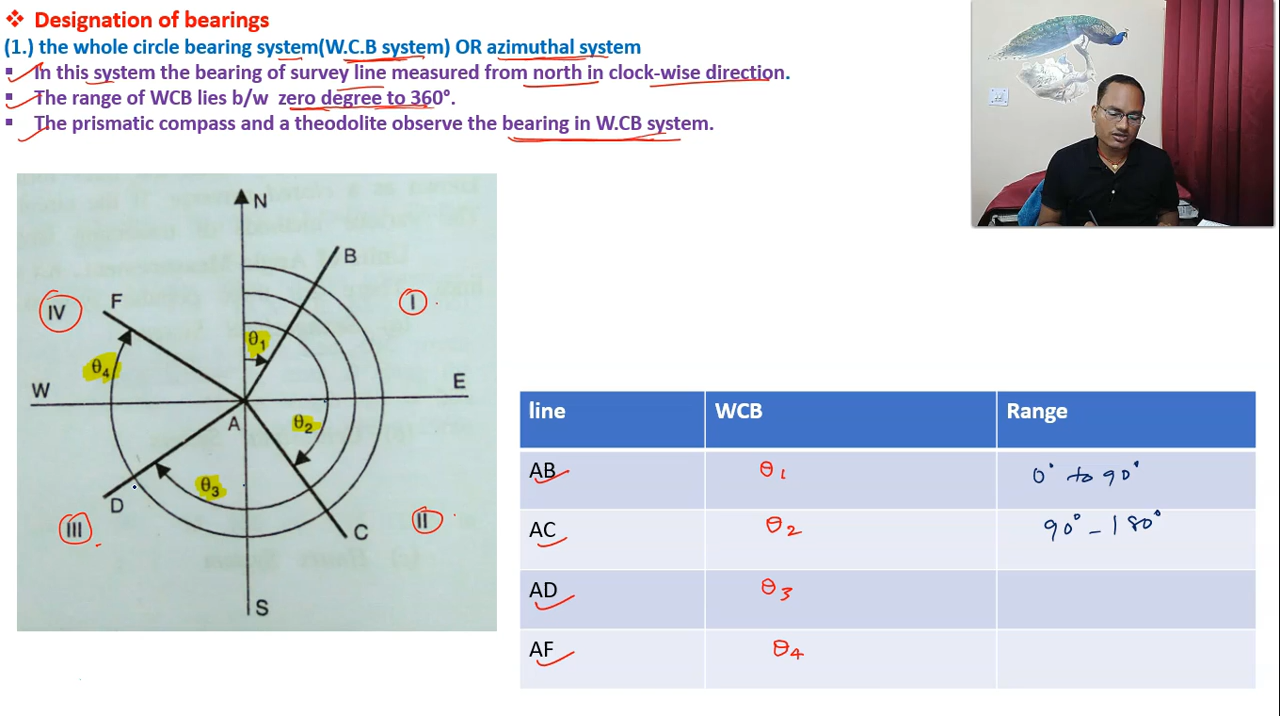 ❖ Designation of bearings
(1.) the whole circle bearing system(W.C.B system) OR azimuthal system
▪ In this system the bearing of survey line measured from north in clock-wise direction.
▪ The range of WCB lies b/w zero degree to 360°.
▪ The prismatic compass and a theodolite observe the bearing in W.CB system.
N
B
IV
F
I
θ1
θ4
W
E
A
θ2
θ3
D
III
II
C
S
line WCB Range
AB θ1 0° to 90°
AC θ2 90° - 180°
AD θ3
AF θ4